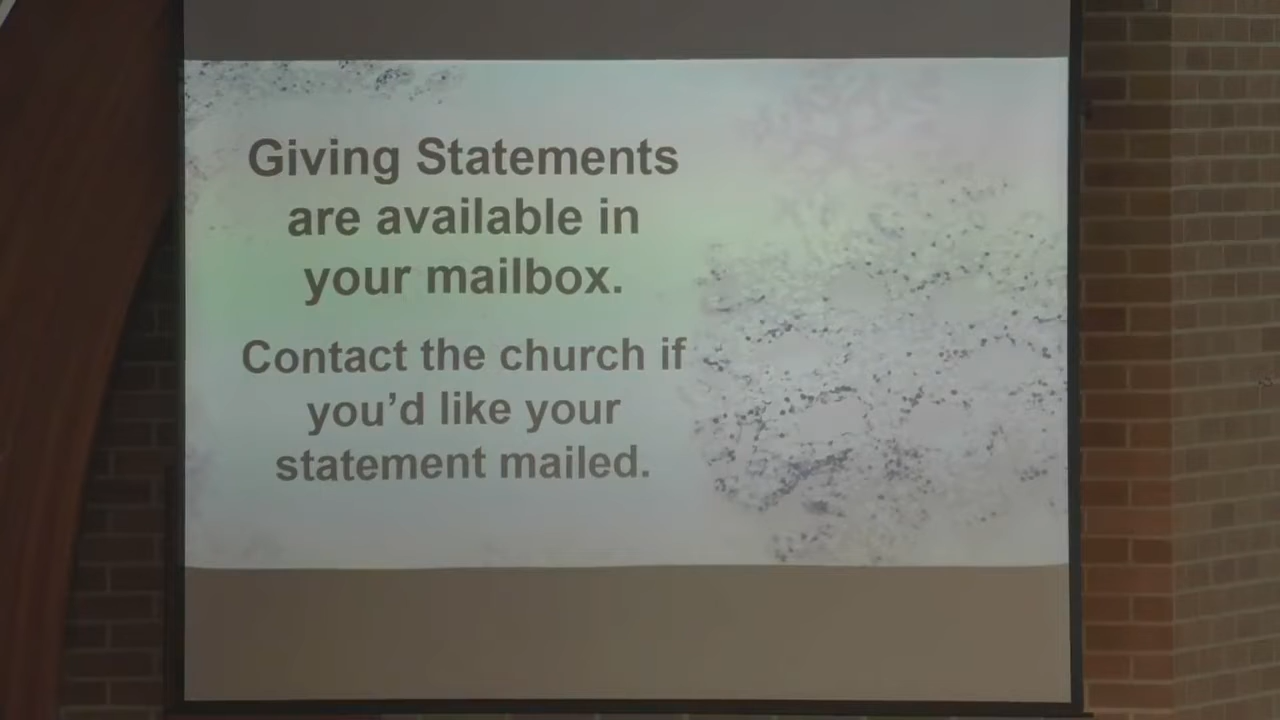 Giving Statements
are available in
your mailbox.
Contact the church if
you’d like your
statement mailed.